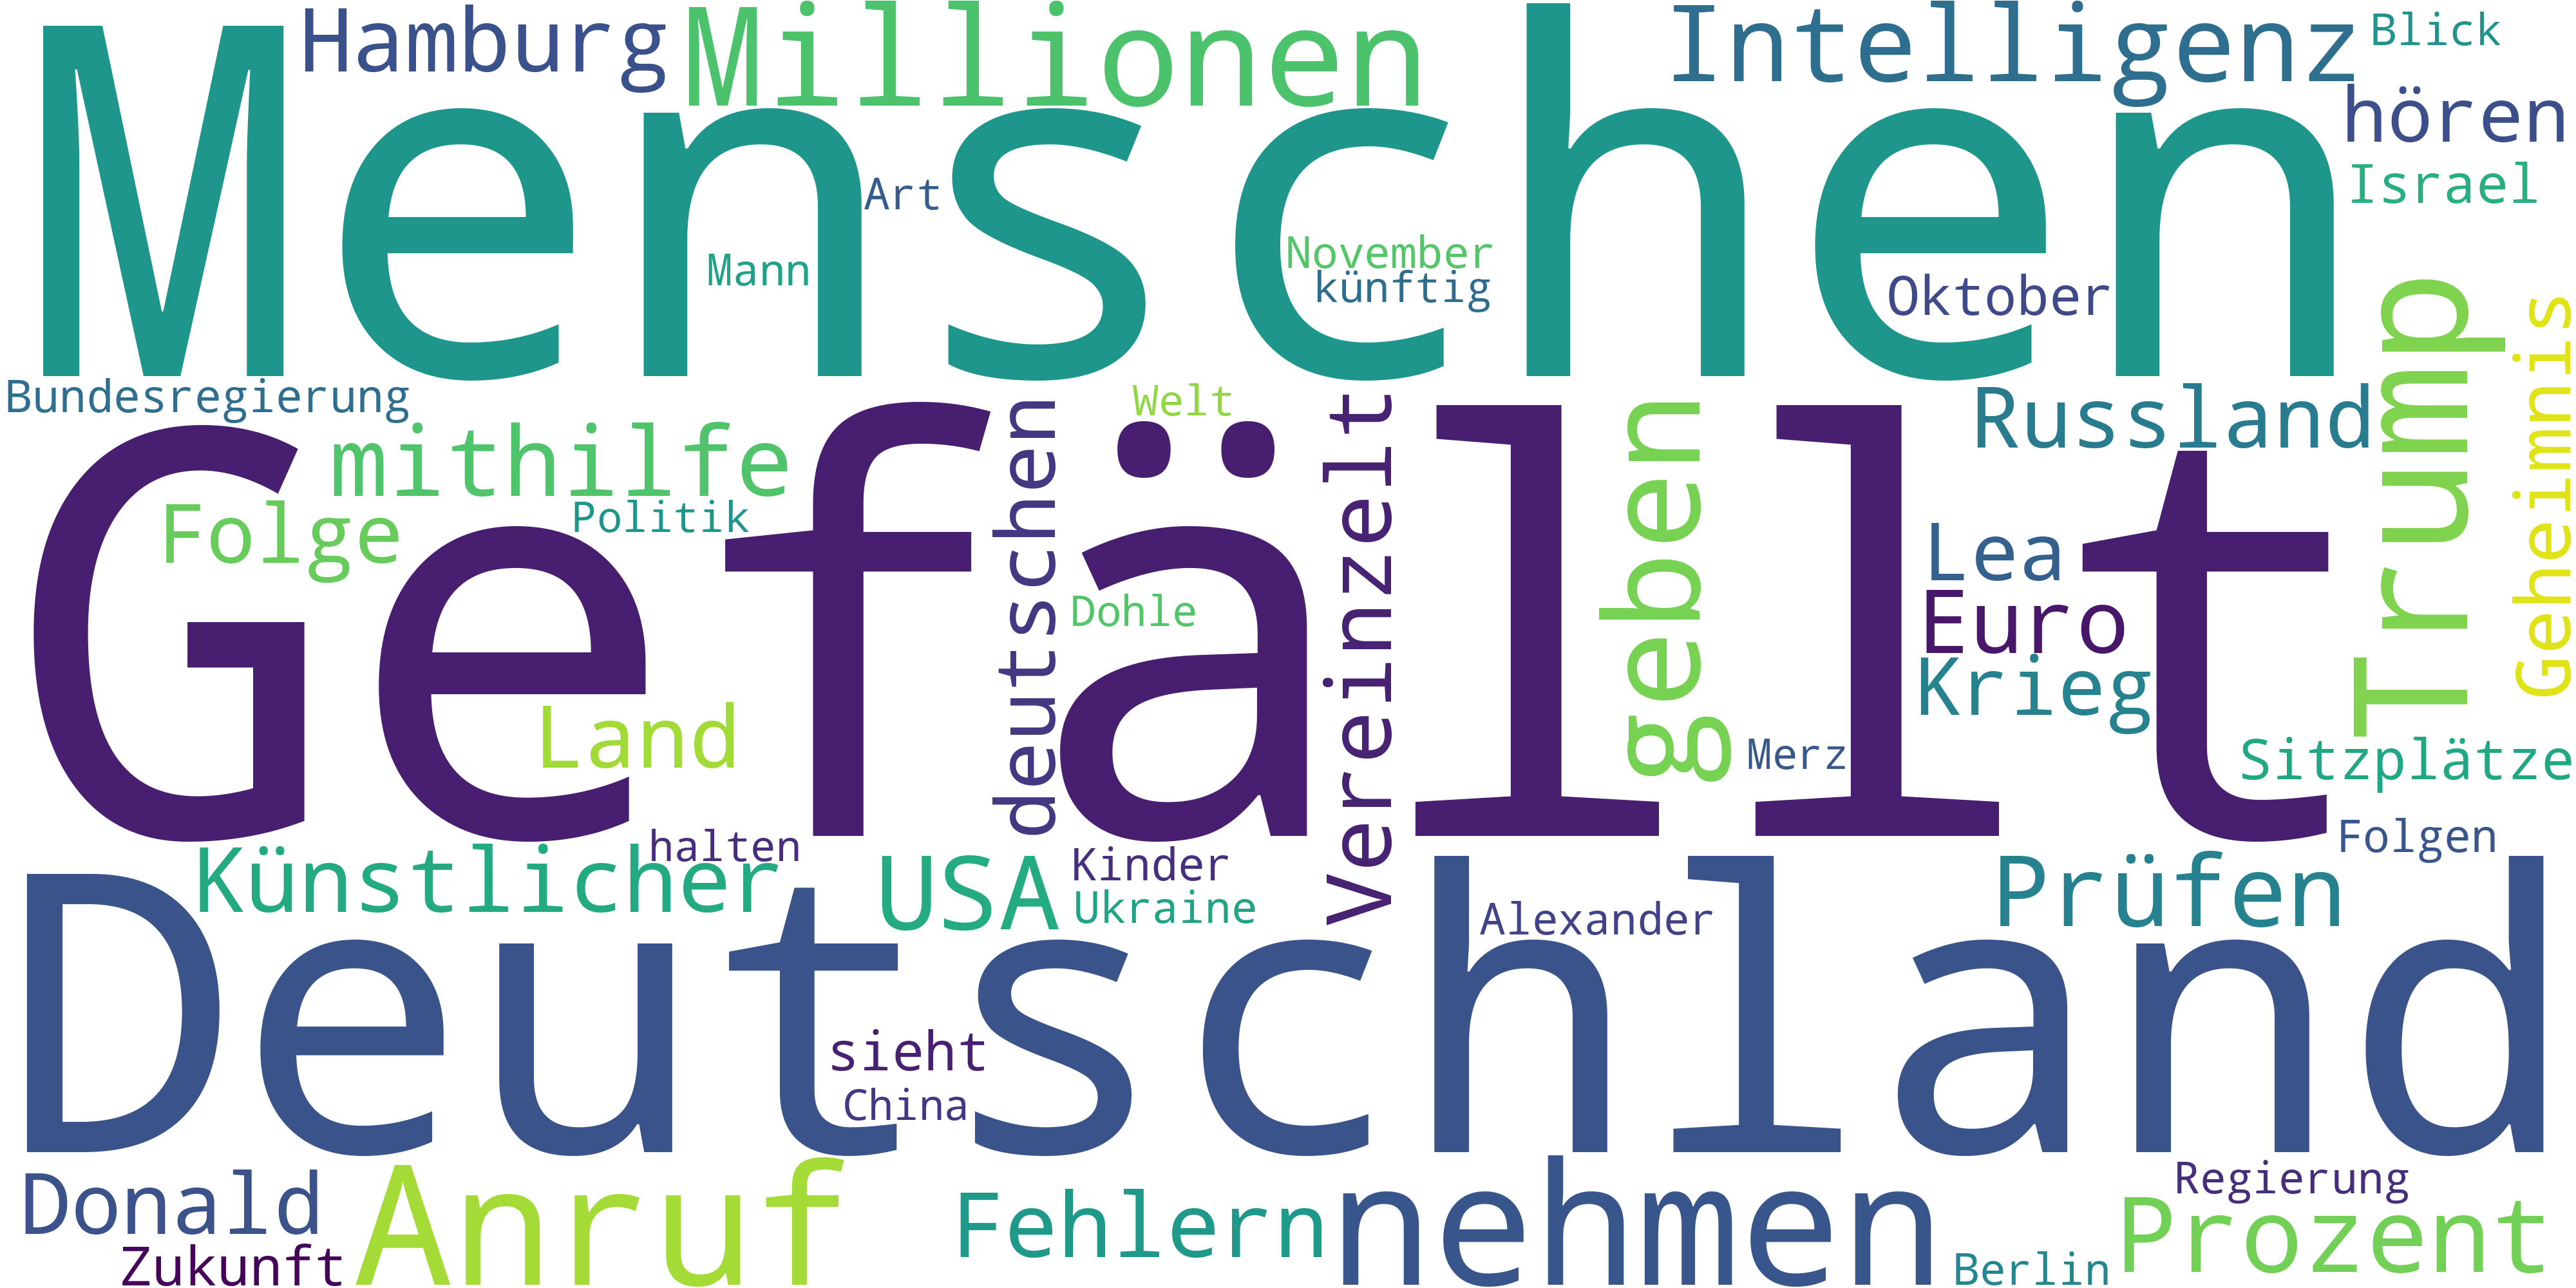 Hamburg
Millionen
Intelligenz
Blick
Menschen
hören
Israel
Art
Mann
November
künftig
Oktober
Trump
Geheimnis
Bundesregierung
Welt
Russland
mithilfe
Gefällt
deutschen
Vereinzelt
geben
Folge
Politik
Lea
Dohle
Euro
Krieg
Land
Merz
Sitzplätze
Folgen
halten
Künstlicher
USA
Kinder
Ukraine
Prüfen
Alexander
Deutschland
sieht
China
Donald
Anruf
Fehlern
nehmen
Regierung
Prozent
Zukunft
Berlin